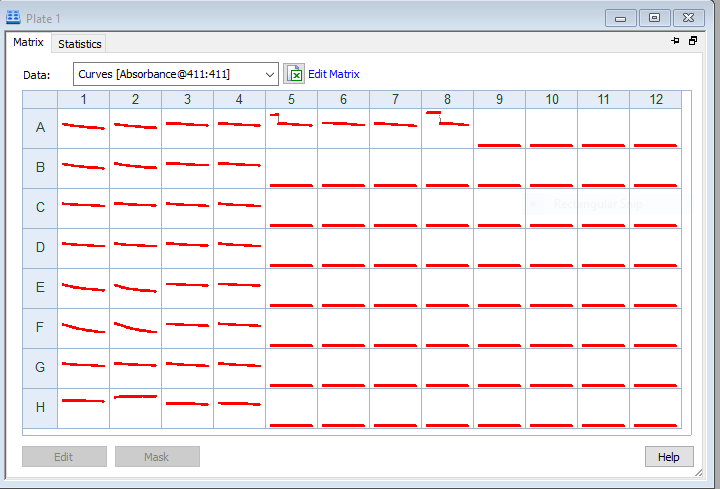 Plate 1
Matrix Statistics
Data: Curves [Absorbance@411:411] Edit Matrix
1 2 3 4 5 6 7 8 9 10 11 12
A
B
C
D
E
F
G
H
Edit Mask Help